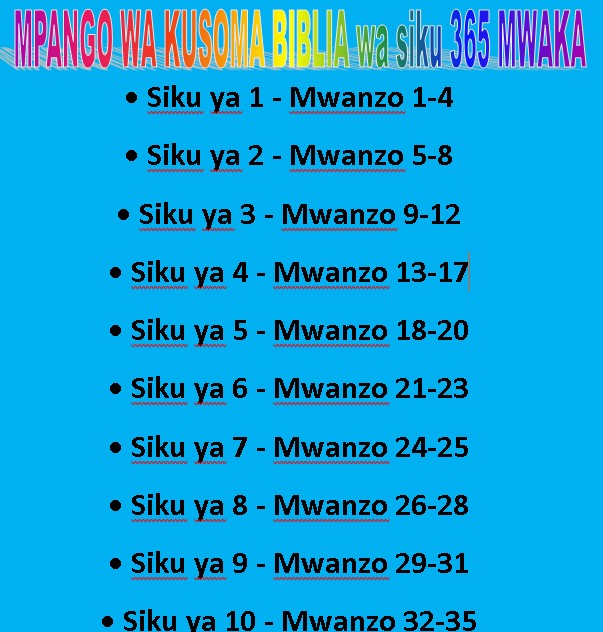 MPANGO WA KUSOMA BIBLIA wa siku 365 MWAKA
• Siku ya 1 - Mwanzo 1-4
• Siku ya 2 - Mwanzo 5-8
• Siku ya 3 - Mwanzo 9-12
• Siku ya 4 - Mwanzo 13-17
• Siku ya 5 - Mwanzo 18-20
• Siku ya 6 - Mwanzo 21-23
• Siku ya 7 - Mwanzo 24-25
• Siku ya 8 - Mwanzo 26-28
• Siku ya 9 - Mwanzo 29-31
• Siku ya 10 - Mwanzo 32-35